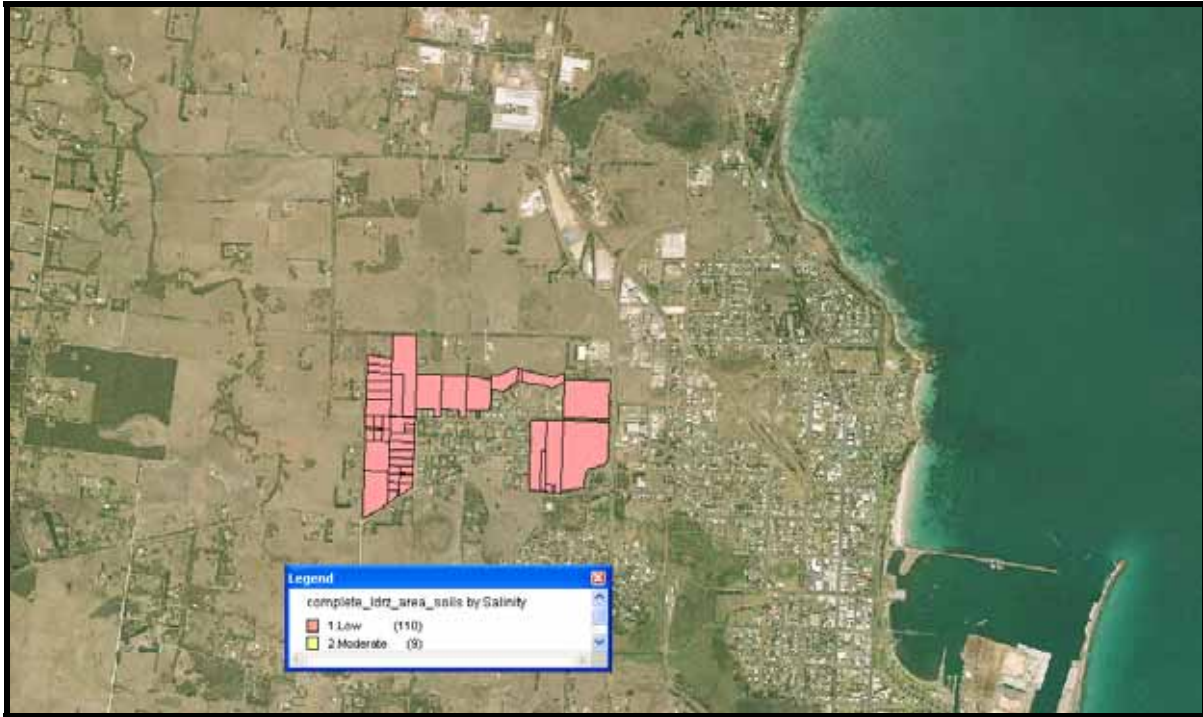 Legend
complete_ldrz_area_soils by Salinity
1.Low (110)
2.Moderate (9)